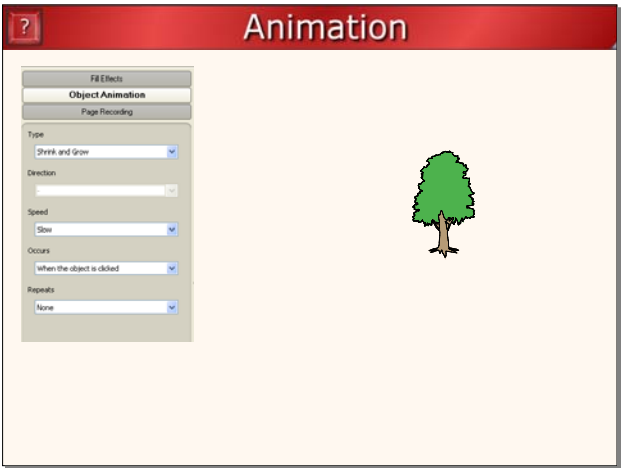 ?
Animation
Fill Effects
Object Animation
Page Recording
Type
Shrink and Grow
Direction
-
Speed
Slow
Occurs
When the object is clicked
Repeats
None